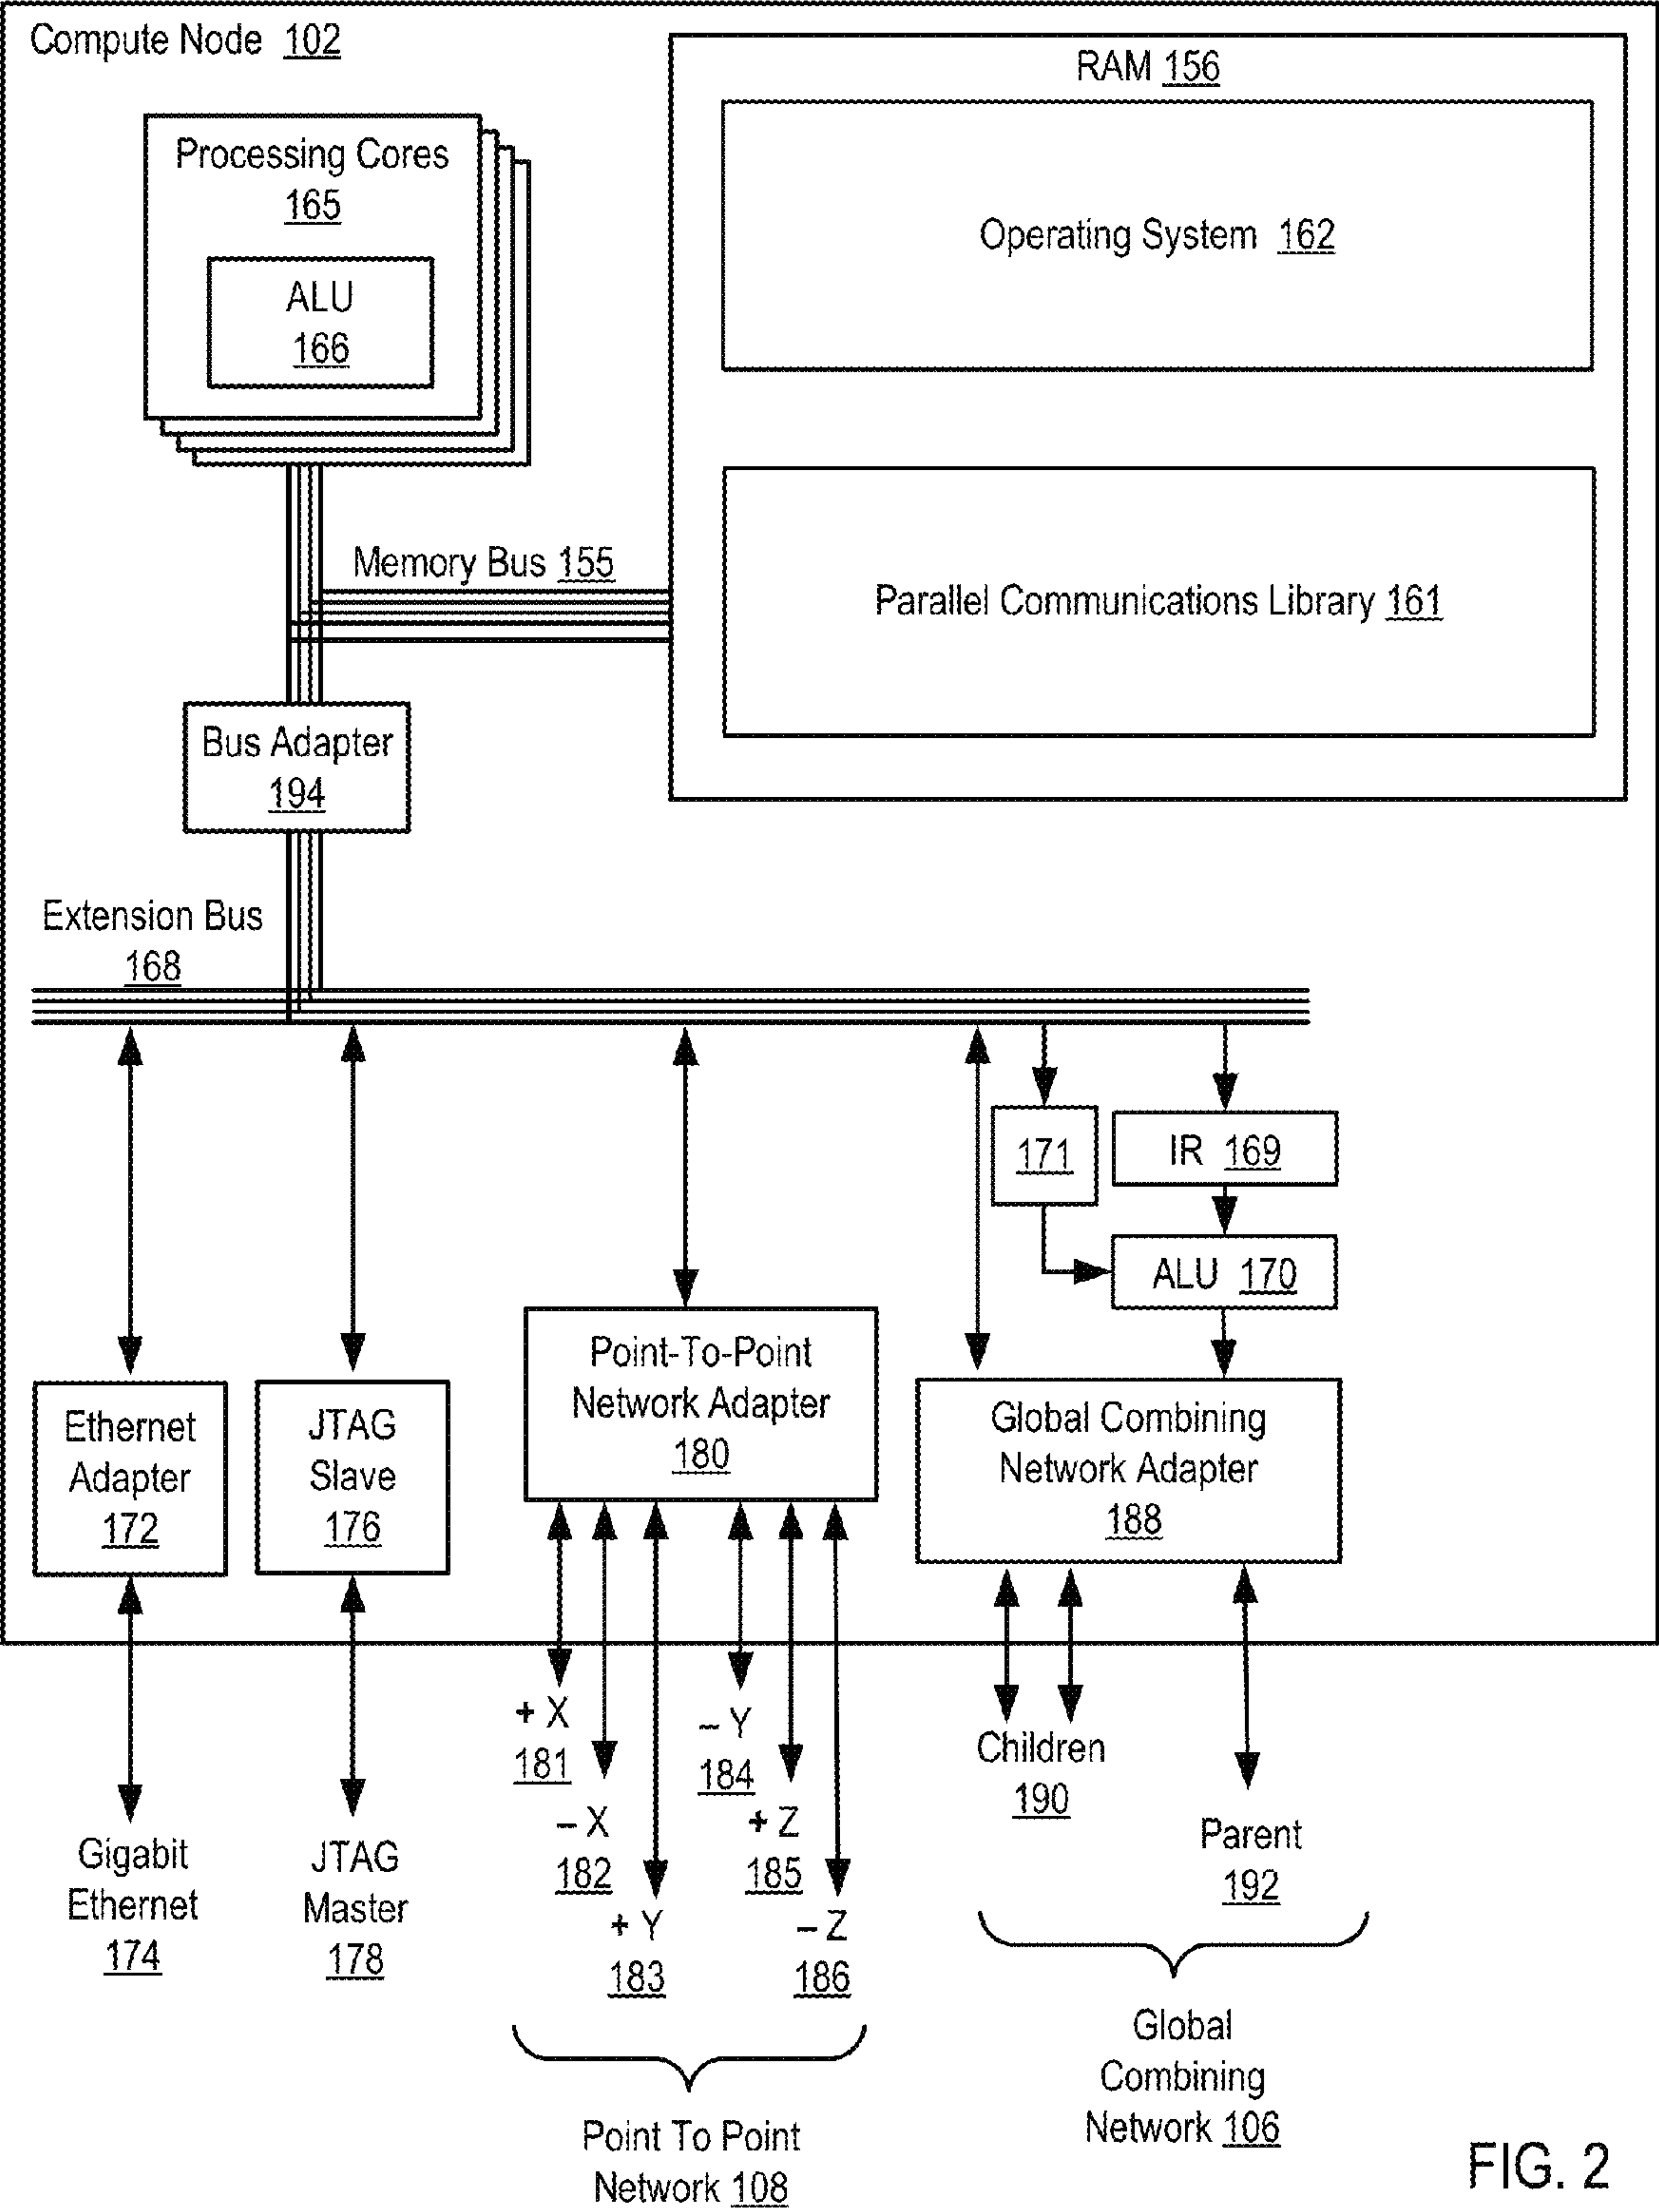 Compute Node 102
RAM 156
Processing Cores
165
ALU
166
Operating System 162
Memory Bus 155
Parallel Communications Library 161
Bus Adapter
194
Extension Bus
168
171
IR 169
ALU 170
Point-To-Point
Network Adapter
180
Ethernet
Adapter
172
JTAG
Slave
176
Global Combining
Network Adapter
188
+ X
181
– X
182
+ Y
183
– Y
184
+ Z
185
– Z
186
Children
190
Parent
192
Gigabit
Ethernet
174
JTAG
Master
178
Global
Combining
Network 106
Point To Point
Network 108
FIG. 2